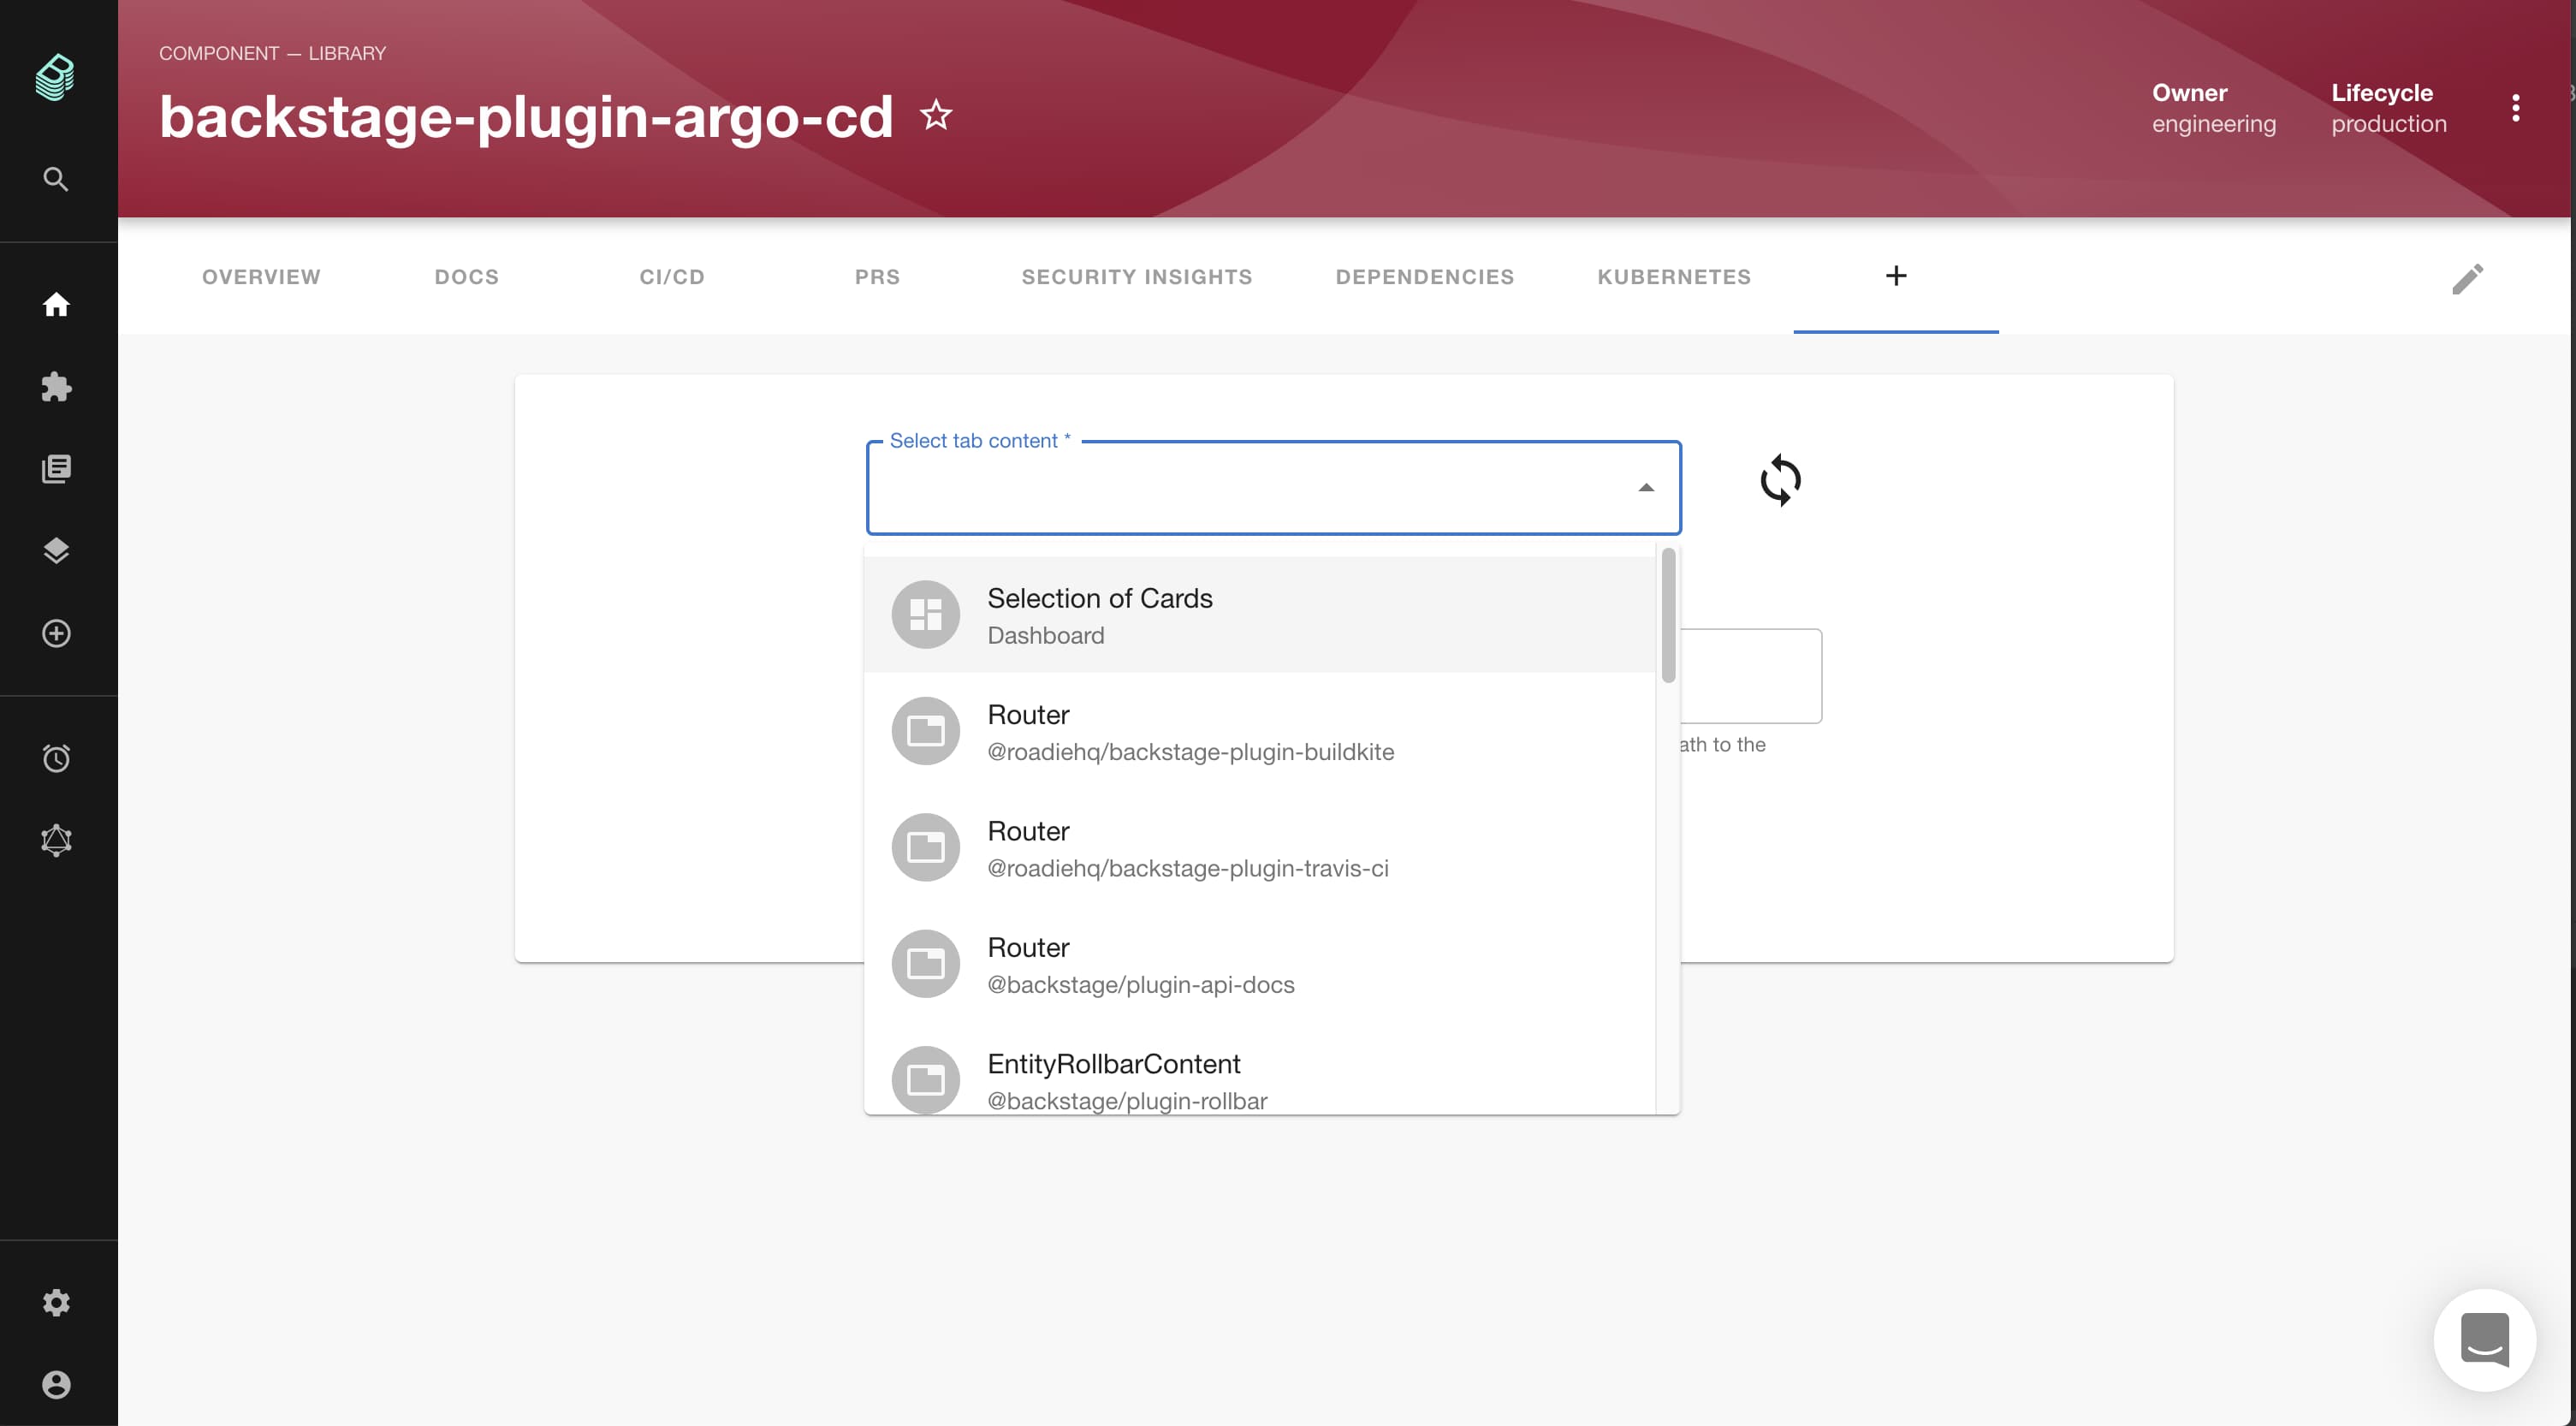 COMPONENT — LIBRARY
backstage-plugin-argo-cd
Owner
engineering
Lifecycle
production
OVERVIEW DOCS CI/CD PRS SECURITY INSIGHTS DEPENDENCIES KUBERNETES +
Select tab content *
Selection of Cards
Dashboard
Router
@roadiehq/backstage-plugin-buildkite
ath to the
Router
@roadiehq/backstage-plugin-travis-ci
Router
@backstage/plugin-api-docs
EntityRollbarContent
@backstage/plugin-rollbar